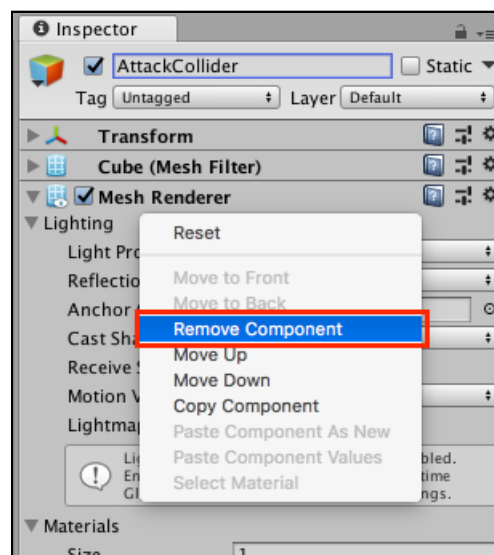 Inspector
AttackCollider Static
Tag Untagged Layer Default
Transform
Cube (Mesh Filter)
Mesh Renderer
Lighting
Reset
Light Pro
Reflectio
Move to Front
Anchor
Move to Back
Remove Component
Cast Sha
Move Up
Receive
Move Down
Motion V
Copy Component
Lightma
Paste Component As New
Paste Component Values
bled.
En
time
Select Material
ngs.
Materials
Size 1